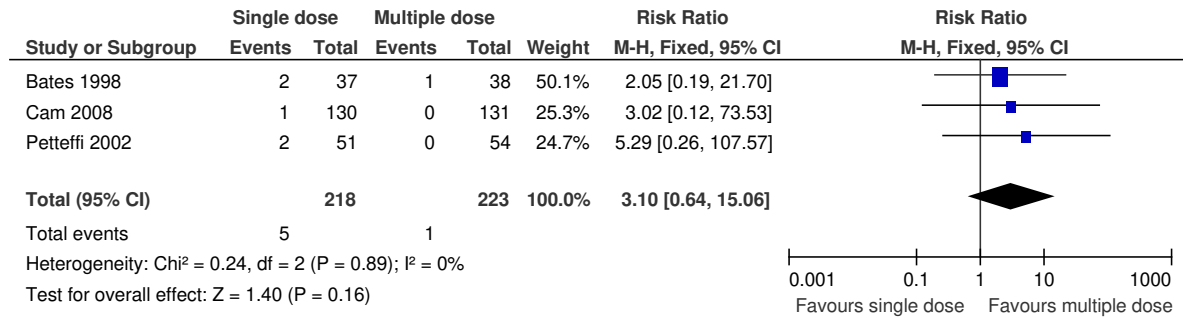 Single dose Multiple dose Risk Ratio Risk Ratio
Study or Subgroup Events Total Events Total Weight M-H, Fixed, 95% CI M-H, Fixed, 95% CI
Bates 1998 2 37 1 38 50.1% 2.05 [0.19, 21.70]
Cam 2008 1 130 0 131 25.3% 3.02 [0.12, 73.53]
Petteffi 2002 2 51 0 54 24.7% 5.29 [0.26, 107.57]
Total (95% CI) 218 223 100.0% 3.10 [0.64, 15.06]
Total events 5 1
Heterogeneity: Chi² = 0.24, df = 2 (P = 0.89); I² = 0%
Test for overall effect: Z = 1.40 (P = 0.16)
0.001 0.1 1 10 1000
Favours single dose Favours multiple dose